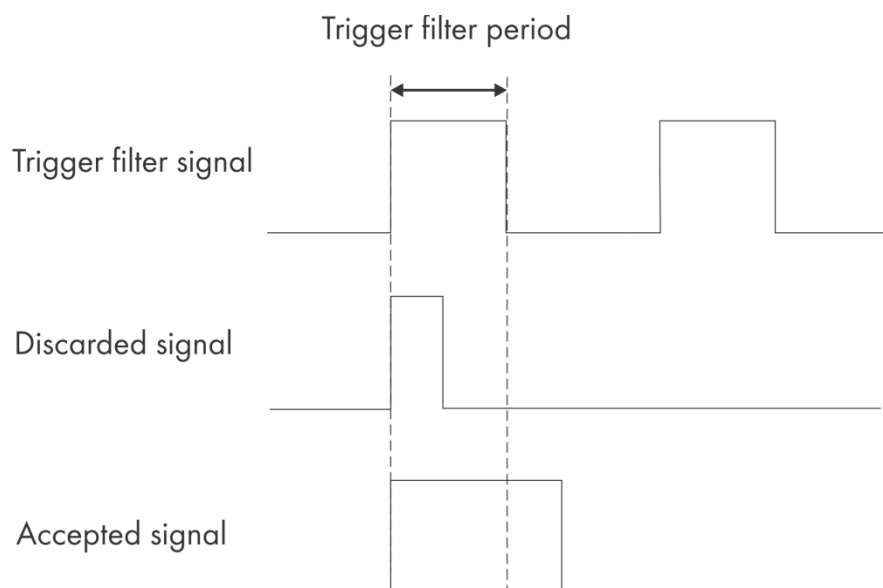 Trigger filter period
Trigger filter signal
Discarded signal
Accepted signal